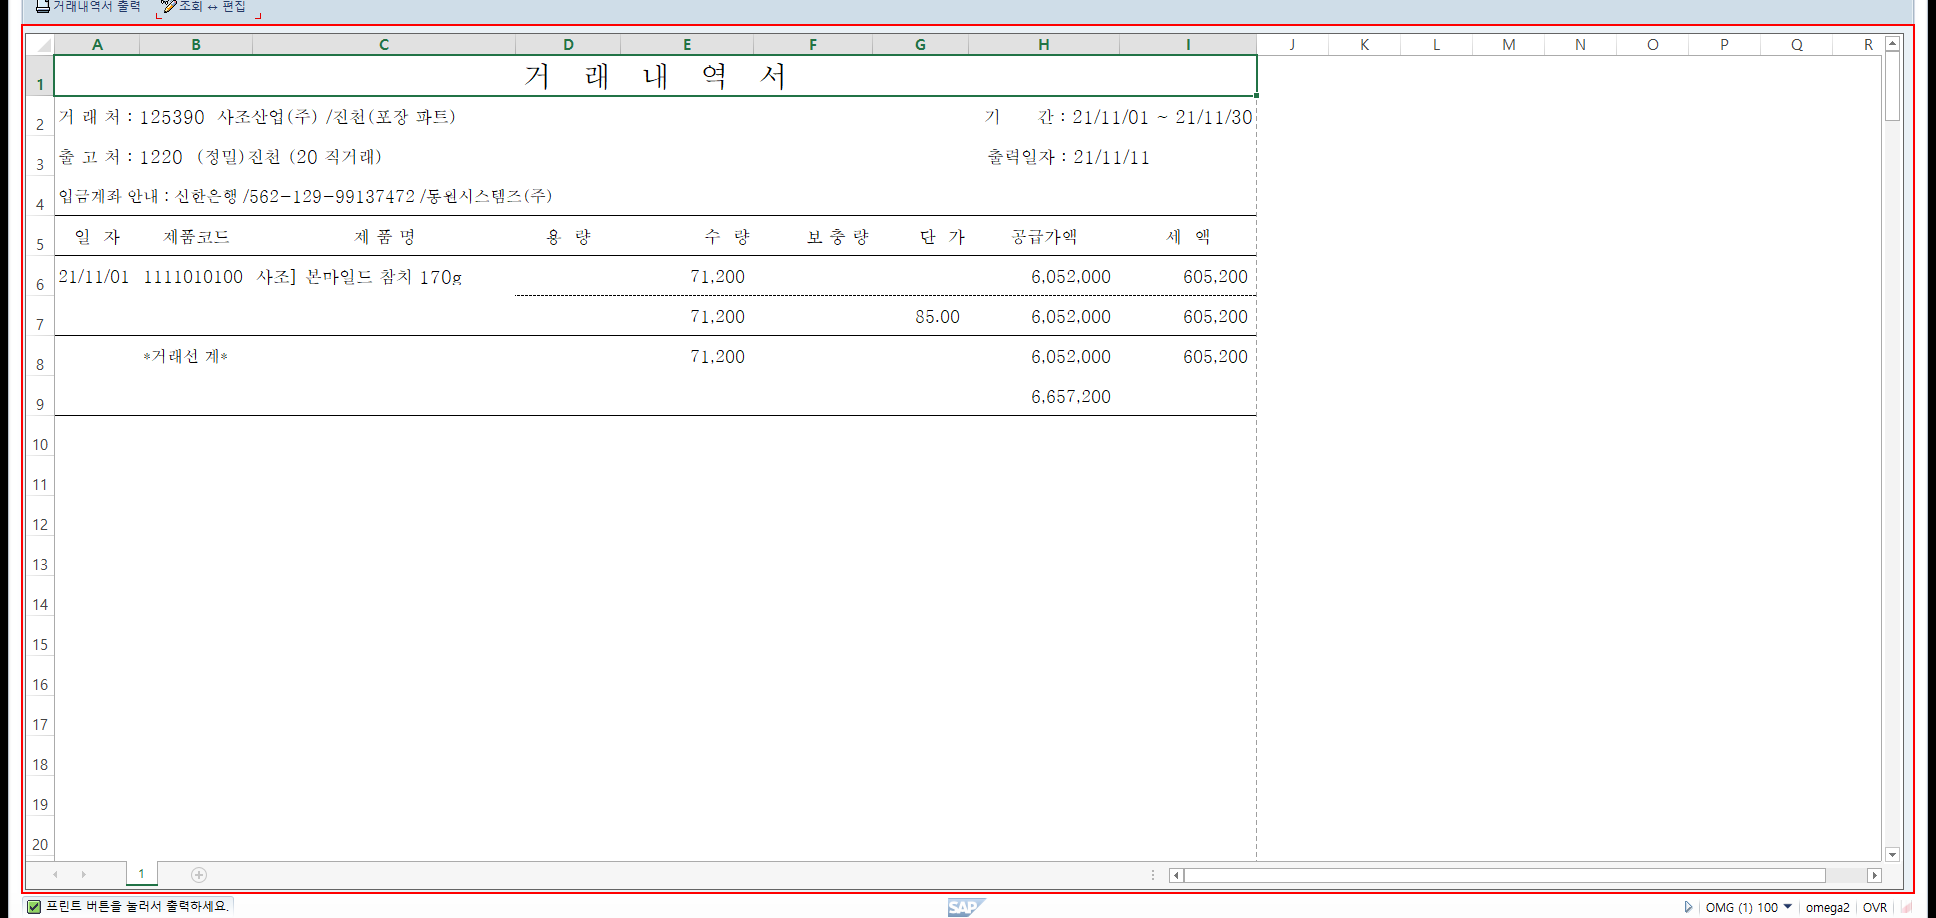 거래내역서 출력 조회 ↔ 편집
A B C D E F G H I J K L M N O P Q R
1 거 래 내 역 서
2 거 래 처 : 125390 사조산업(주) /진천(포장 파트) 기 간 : 21/11/01 ~ 21/11/30
3 출 고 처 : 1220 (정밀)진천 (20 직거래) 출력일자 : 21/11/11
4 입금계좌 안내 : 신한은행 /562-129-99137472 /동원시스템즈(주)
5 일 자 제품코드 제 품 명 용 량 수 량 보 충 량 단 가 공급가액 세 액
6 21/11/01 1111010100 사조] 본마일드 참치 170g 71,200 6,052,000 605,200
7 71,200 85.00 6,052,000 605,200
8 *거래선 계* 71,200 6,052,000 605,200
9 6,657,200
10
11
12
13
14
15
16
17
18
19
20
1
프린트 버튼을 눌러서 출력하세요. SAP OMG (1) 100 omega2 OVR